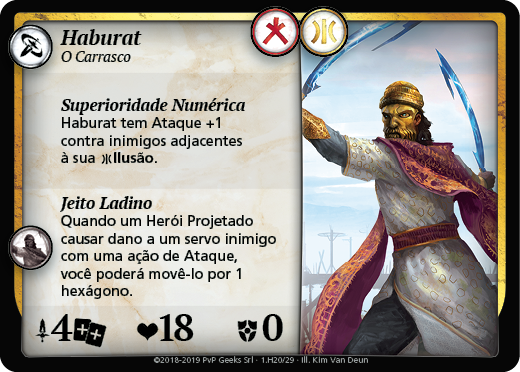 Haburat
O Carrasco
Superioridade Numérica
Haburat tem Ataque +1
contra inimigos adjacentes
à sua Ilusão.
Jeito Ladino
Quando um Herói Projetado
causar dano a um servo inimigo
com uma ação de Ataque,
você poderá movê-lo por 1
hexágono.
4 ++ 18 0
©2018-2019 PvP Geeks Srl · 1.H20/29 · Ill. Kim Van Deun